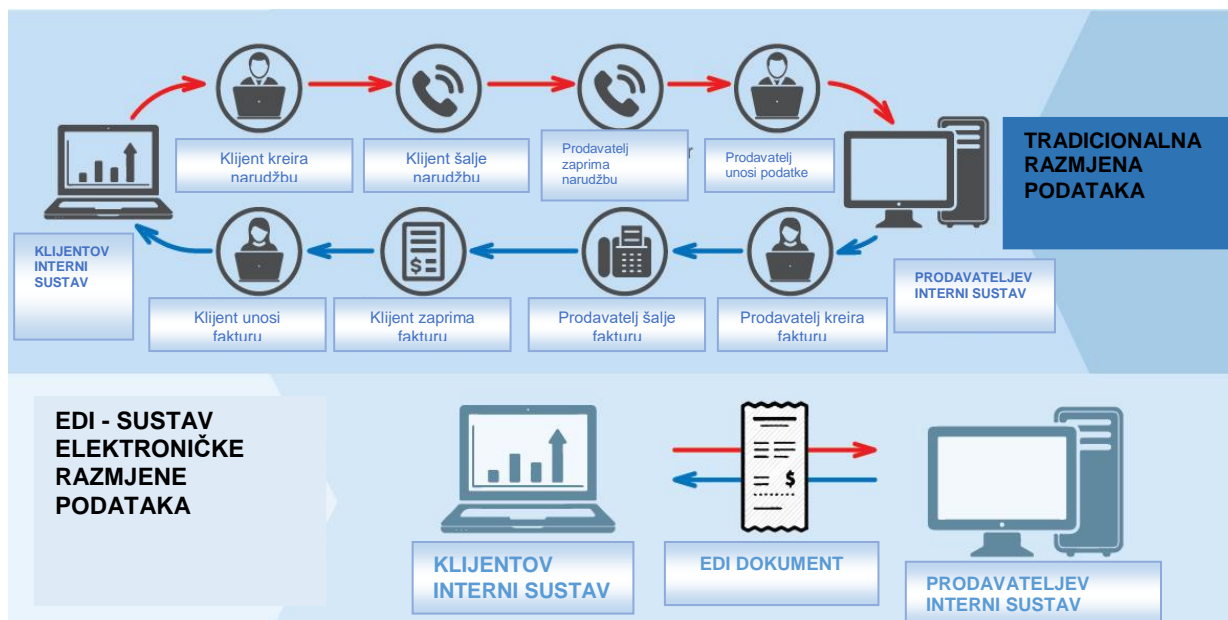 Klijent kreira
narudžbu
Klijent šalje
narudžbu
Prodavatelj
zaprima
narudžbu
r
Prodavatelj
unosi podatke
TRADICIONALNA
RAZMJENA
PODATAKA
KLIJENTOV
INTERNI
SUSTAV
PRODAVATELJEV
INTERNI SUSTAV
Klijent unosi
fakturu
Klijent zaprima
fakturu
$
Prodavatelj šalje
fakturu
Prodavatelj kreira
fakturu
EDI - SUSTAV
ELEKTRONIČKE
RAZMJENE
PODATAKA
$
KLIJENTOV
INTERNI SUSTAV
EDI DOKUMENT
PRODAVATELJEV
INTERNI SUSTAV